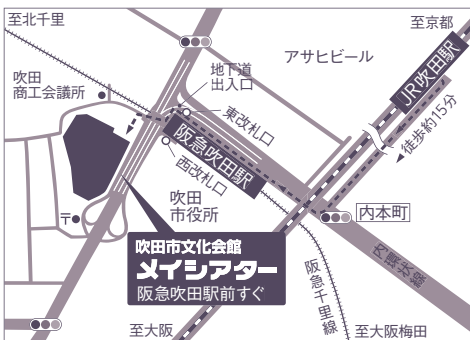 至北千里
至京都
アサヒビール
JR吹田駅
吹田
商工会議所
地下道
出入口
東改札口
徒歩約15分
阪急吹田駅
西改札口
吹田
市役所
内本町
〒
吹田市文化会館
メイシアター
阪急吹田駅前すぐ
内環状線
阪急千里線
至大阪
至大阪梅田